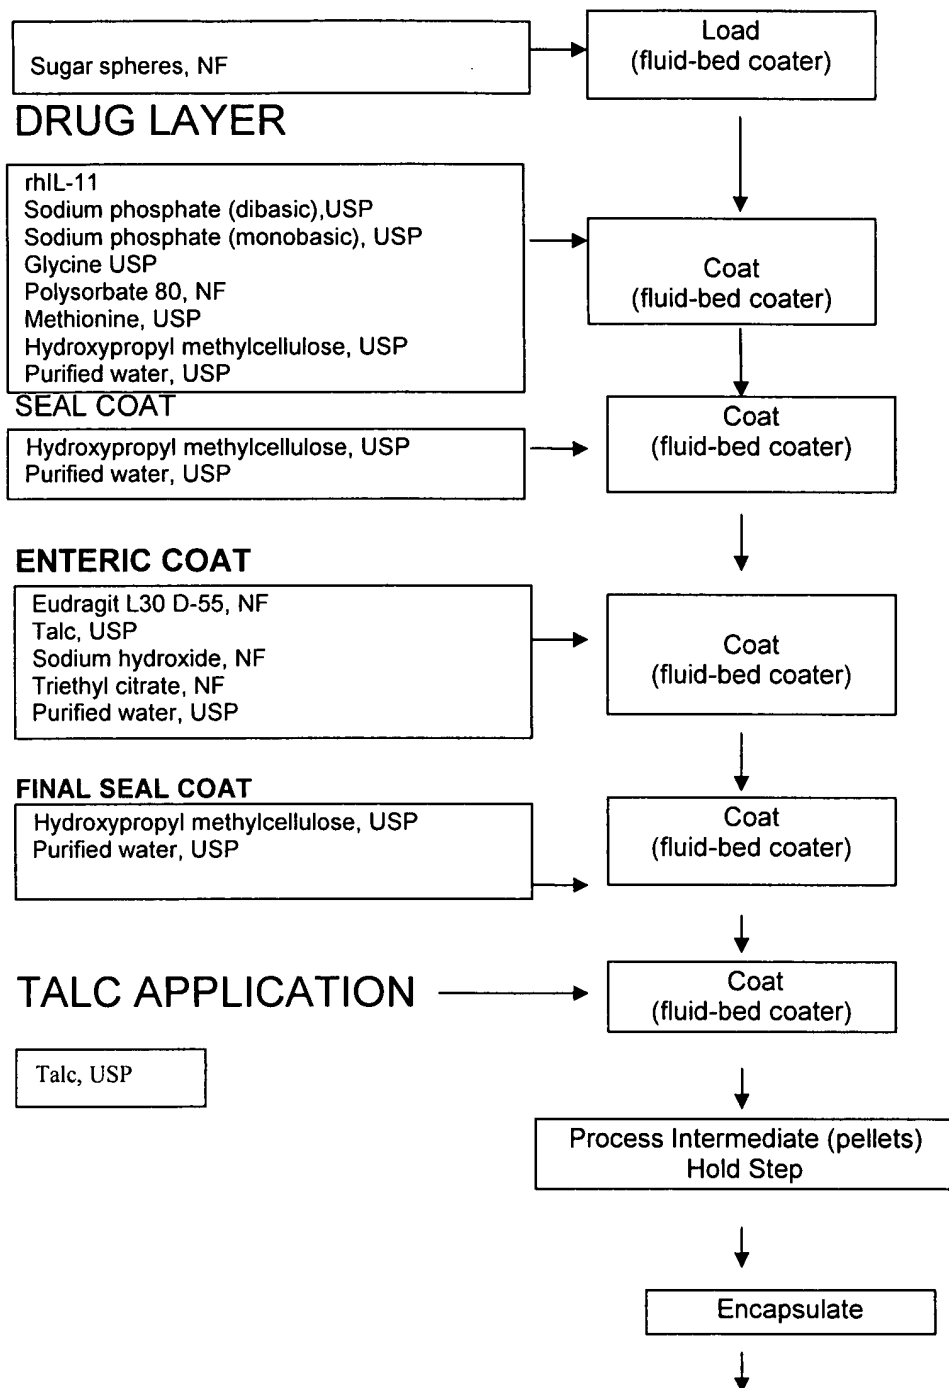 Sugar spheres, NF
Load
(fluid-bed coater)
DRUG LAYER
rhIL-11
Sodium phosphate (dibasic),USP
Sodium phosphate (monobasic), USP
Glycine USP
Polysorbate 80, NF
Methionine, USP
Hydroxypropyl methylcellulose, USP
Purified water, USP
Coat
(fluid-bed coater)
SEAL COAT
Hydroxypropyl methylcellulose, USP
Purified water, USP
Coat
(fluid-bed coater)
ENTERIC COAT
Eudragit L30 D-55, NF
Talc, USP
Sodium hydroxide, NF
Triethyl citrate, NF
Purified water, USP
Coat
(fluid-bed coater)
FINAL SEAL COAT
Hydroxypropyl methylcellulose, USP
Purified water, USP
Coat
(fluid-bed coater)
TALC APPLICATION
Coat
(fluid-bed coater)
Talc, USP
Process Intermediate (pellets)
Hold Step
Encapsulate